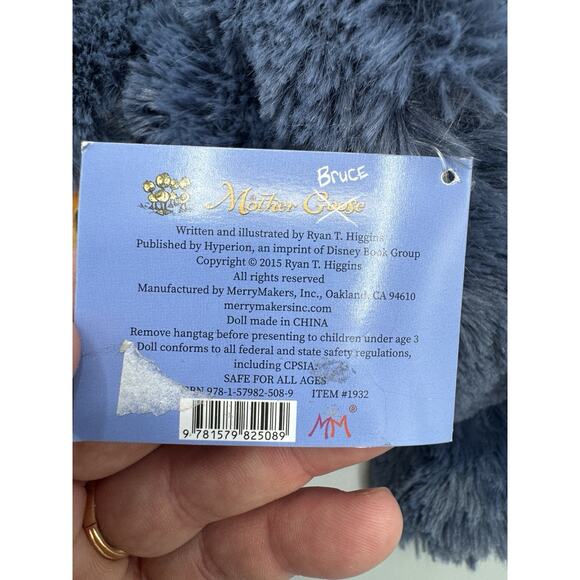 Bruce
Mother Goose
Written and illustrated by Ryan T. Higgins
Published by Hyperion, an imprint of Disney Book Group
Copyright © 2015 Ryan T. Higgins
All rights reserved
Manufactured by MerryMakers, Inc., Oakland, CA 94610
merrymakersinc.com
Doll made in CHINA
Remove hangtag before presenting to children under age 3
Doll conforms to all federal and state safety regulations,
including CPSIA.
SAFE FOR ALL AGES
978-1-57982-508-9 ITEM #1932
MM®
9 781579 825089